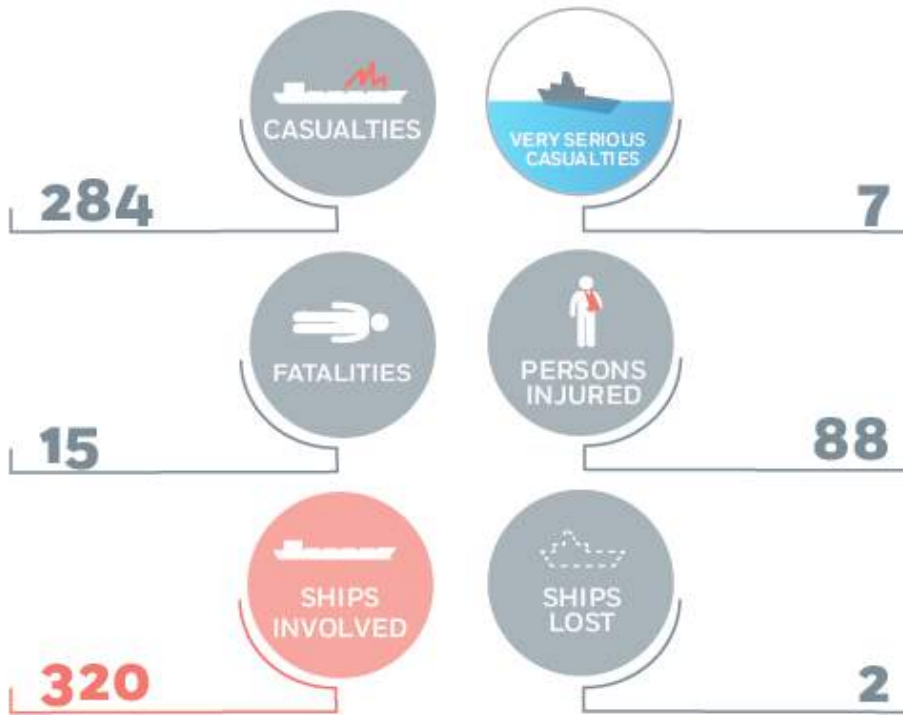 CASUALTIES
284
VERY SERIOUS
CASUALTIES
7
FATALITIES
15
PERSONS
INJURED
88
SHIPS
INVOLVED
320
SHIPS
LOST
2